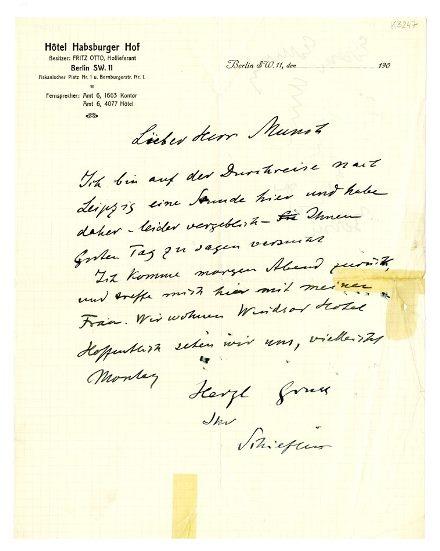 K3247
Hôtel Habsburger Hof
Besitzer: FRITZ OTTO, Hoflieferant
Berlin SW. 11
Askanischer Platz Nr. 1 u. Bernburgerstr. Nr. 1.
Fernsprecher: Amt 6, 1603 Kontor
Amt 6, 4077 Hôtel
Berlin SW. 11, den 190
Lieber Herr Munch
Ich bin auf der Durchreise nach
Leipzig eine Stunde hier und habe
daher - leider vergeblich - Ihnen
Guten Tag zu sagen versucht
Ich komme morgen Abend zurück,
und treffe mich hier mit meiner
Frau. Wir wohnen Windsor Hotel
Hoffentlich sehen wir uns, vielleicht
Montag
Herzl Gruss
Ihr
Schiefler